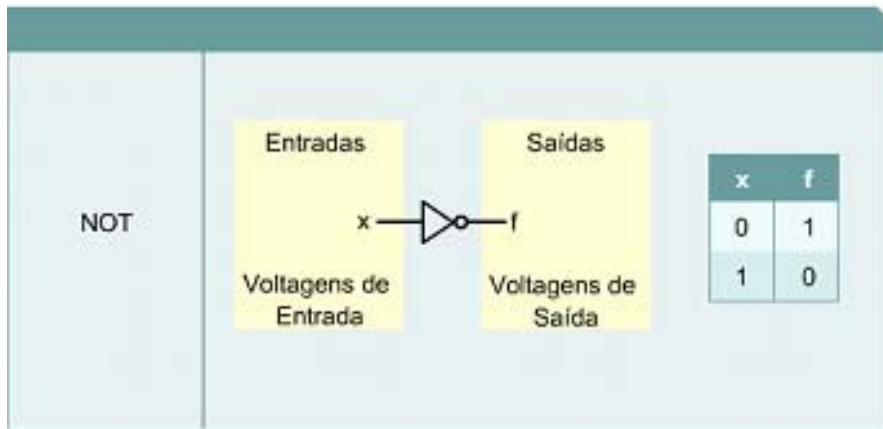 NOT
Entradas
x
Voltagens de
Entrada
Saídas
f
Voltagens de
Saída
x f
0 1
1 0